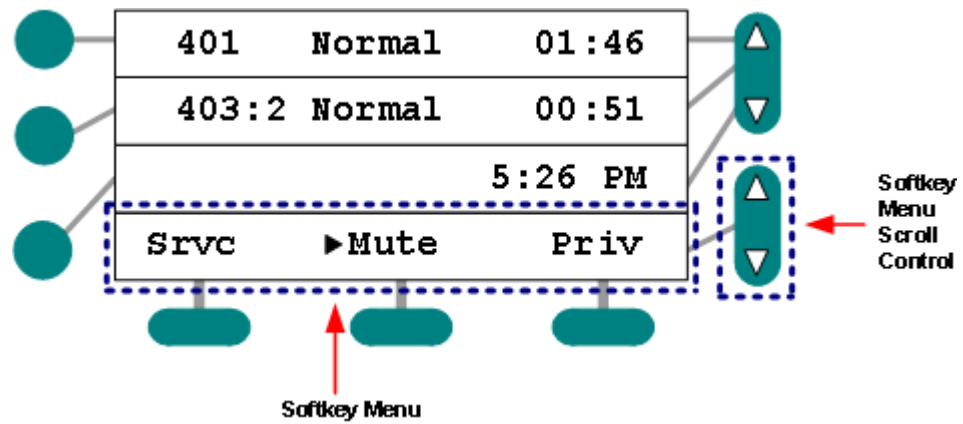 401 Normal 01:46
403:2 Normal 00:51
5:26 PM
Srvc ▶Mute Priv
Softkey
Menu
Scroll
Control
Softkey Menu